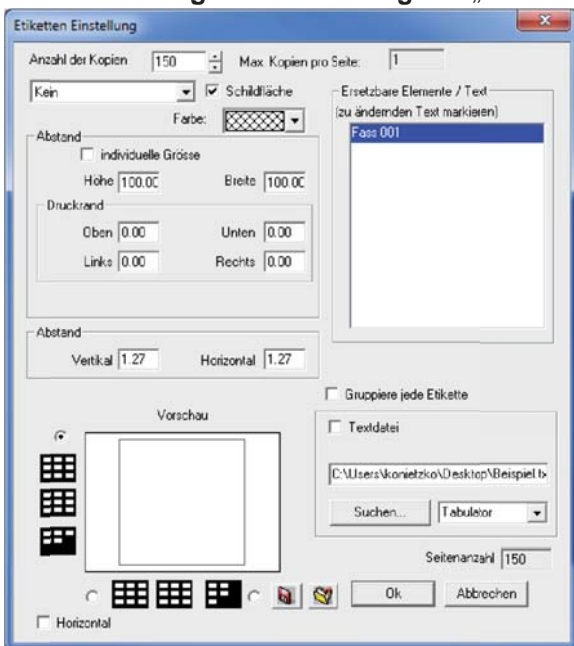 Etiketten Einstellung
Anzahl der Kopien 150 Max. Kopien pro Seite: 1
Kein Schildfläche
Farbe:
Ersetzbare Elemente / Text
(zu ändernden Text markieren)
Fass 001
Abstand
individuelle Grösse
Höhe 100.00 Breite 100.00
Druckrand
Oben 0.00 Unten 0.00
Links 0.00 Rechts 0.00
Abstand
Vertikal 1.27 Horizontal 1.27
Gruppiere jede Etikette
Vorschau
Textdatei
C:\Users\konietzko\Desktop\Beispiel.tx
Suchen... Tabulator
Seitenanzahl 150
Ok Abbrechen
Horizontal